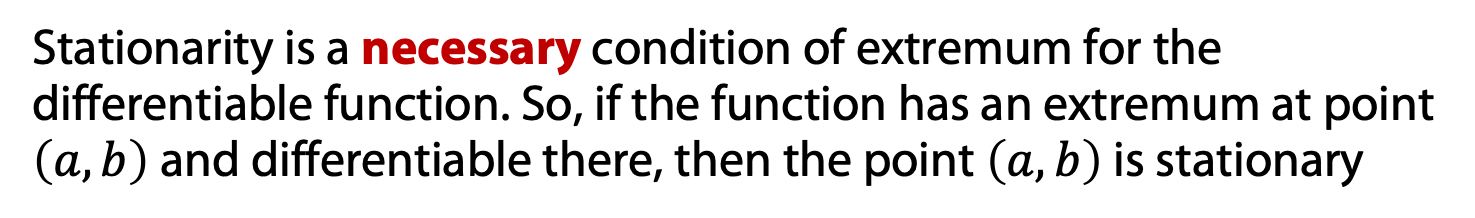 Stationarity is a necessary condition of extremum for the
differentiable function. So, if the function has an extremum at point
(a, b) and differentiable there, then the point (a, b) is stationary